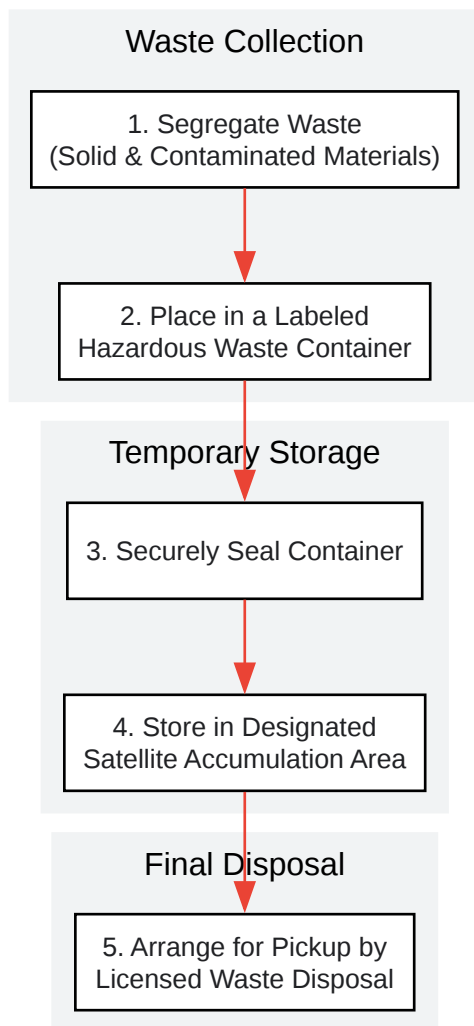 Waste Collection
1. Segregate Waste
(Solid & Contaminated Materials)
2. Place in a Labeled
Hazardous Waste Container
Temporary Storage
3. Securely Seal Container
4. Store in Designated
Satellite Accumulation Area
Final Disposal
5. Arrange for Pickup by
Licensed Waste Disposal